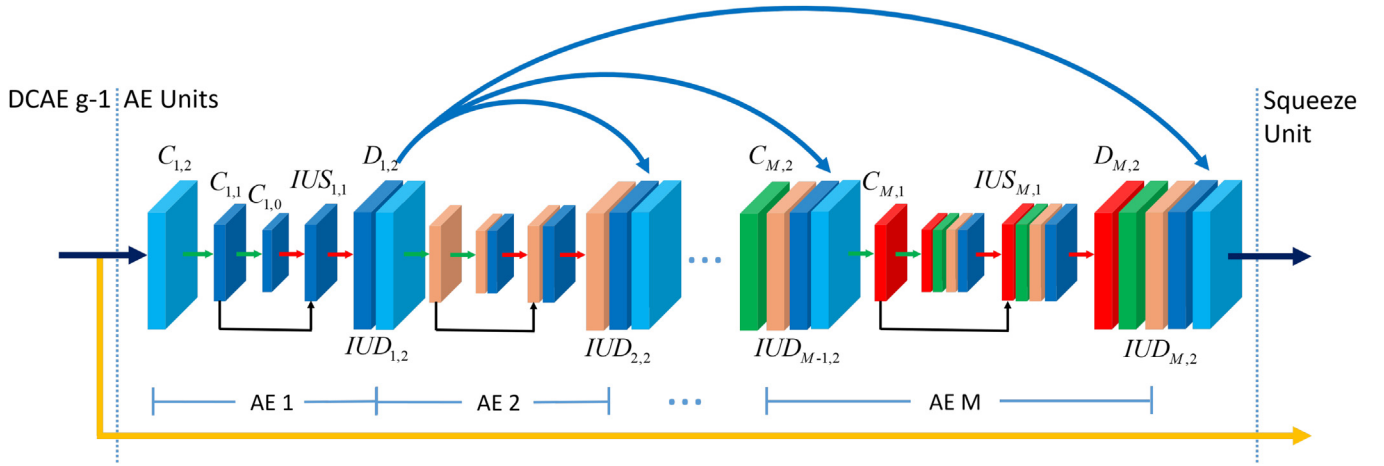 DCAE g-1
AE Units
Squeeze
Unit
C1,2
C1,1
C1,0
IUS1,1
D1,2
CM,2
CM,1
IUSM,1
DM,2
IUD1,2
IUD2,2
...
IUDM-1,2
IUDM,2
AE 1
AE 2
...
AE M